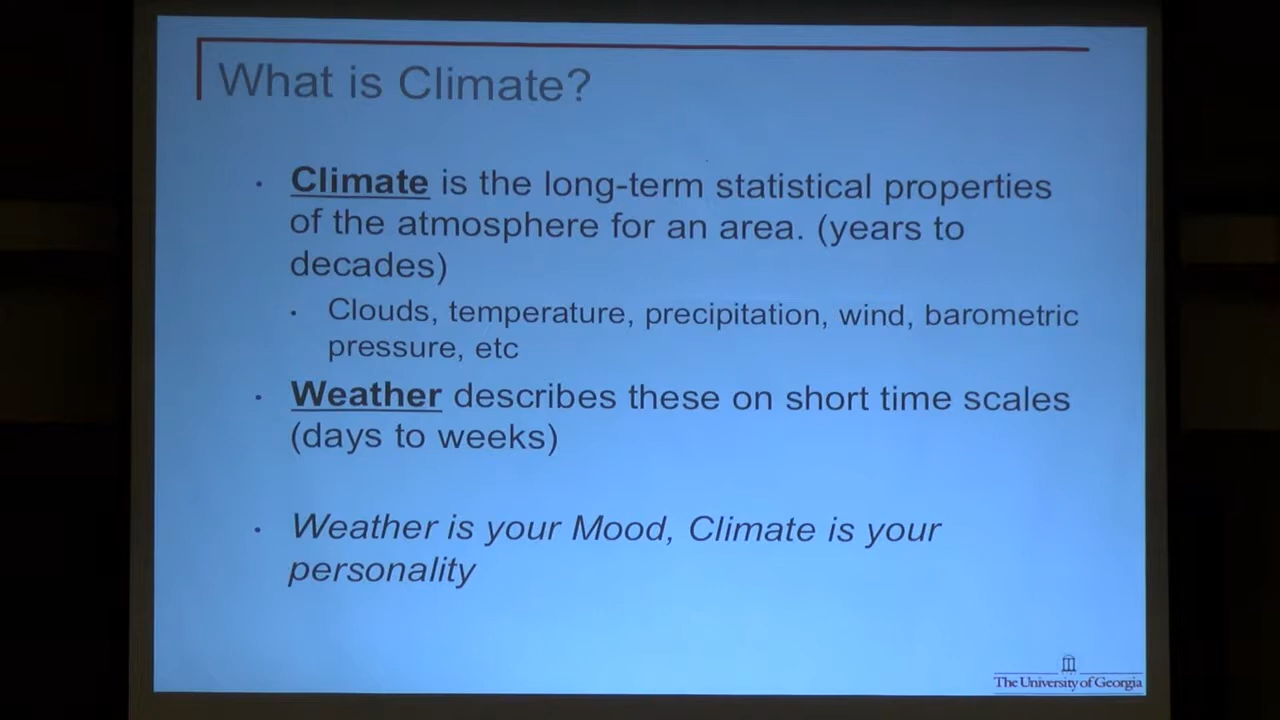 What is Climate?
· Climate is the long-term statistical properties
of the atmosphere for an area. (years to
decades)
· Clouds, temperature, precipitation, wind, barometric
pressure, etc
· Weather describes these on short time scales
(days to weeks)
· Weather is your Mood, Climate is your
personality
The University of Georgia